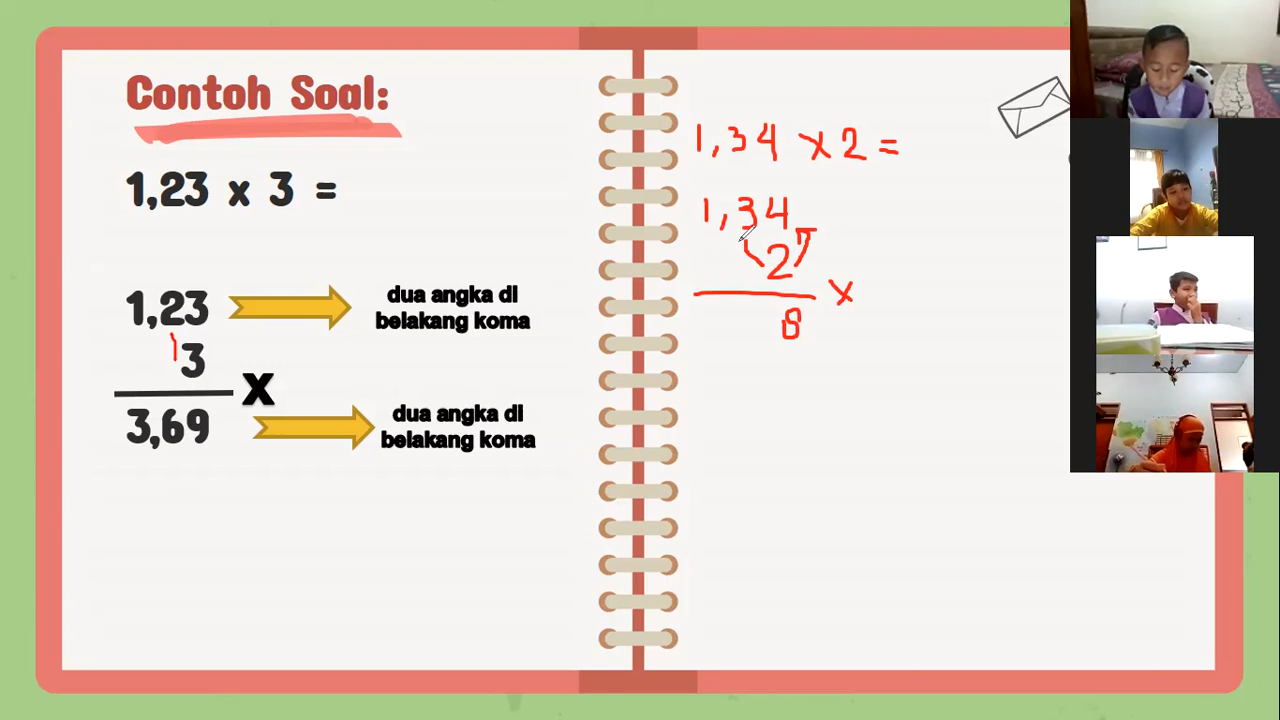 Contoh Soal:
1,23 x 3 =
1,23
dua angka di
belakang koma
3
x
3,69
dua angka di
belakang koma
1,34 x 2 =
1,34
2
x
8